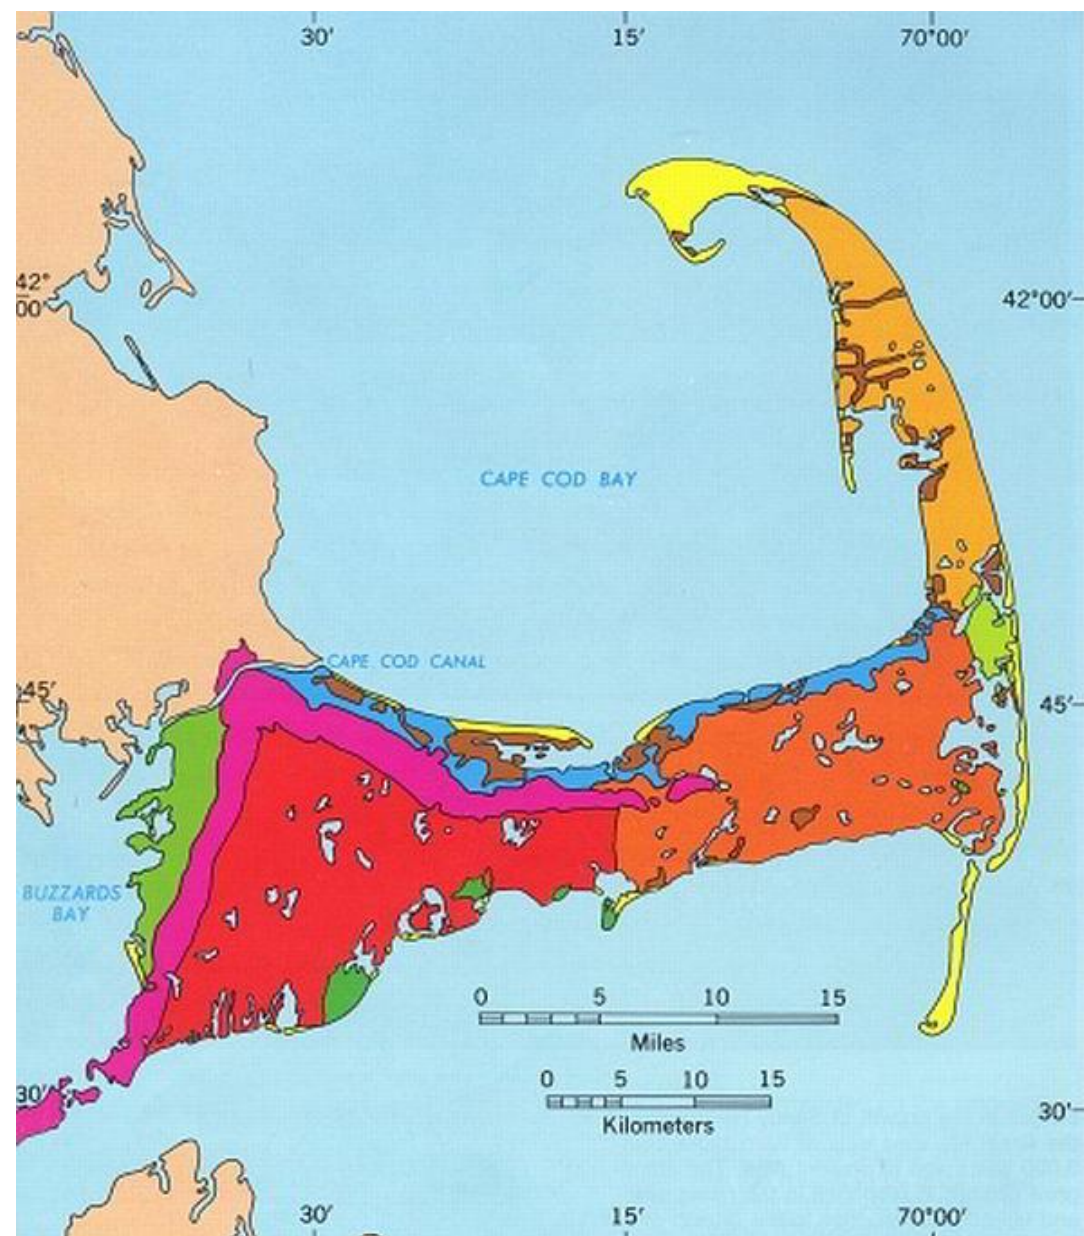 30' 15' 70°00'
42°
00'
42°00'
CAPE COD BAY
CAPE COD CANAL
45'
45'
BUZZARDS
BAY
0 5 10 15
Miles
0 5 10 15
Kilometers
30'
30'
30' 15' 70°00'